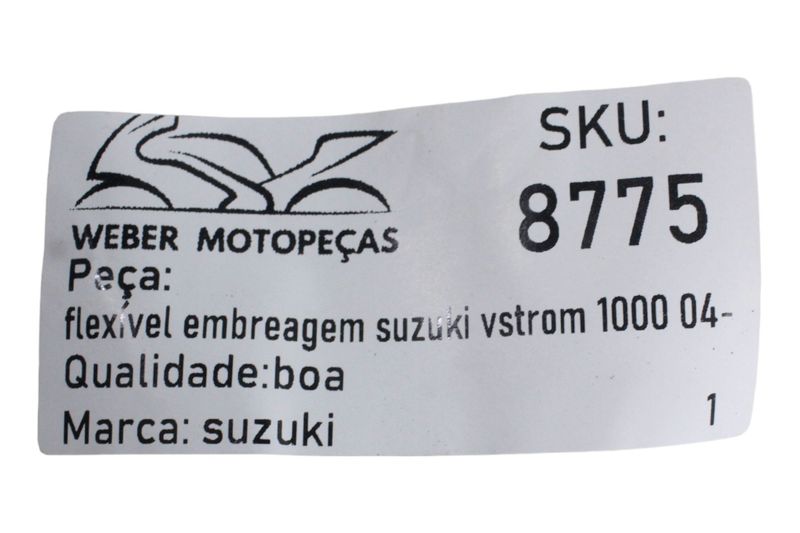 SKU:
8775
WEBER MOTOPEÇAS
Peça:
flexível embreagem suzuki vstrom 1000 04-
Qualidade:boa
Marca: suzuki
1